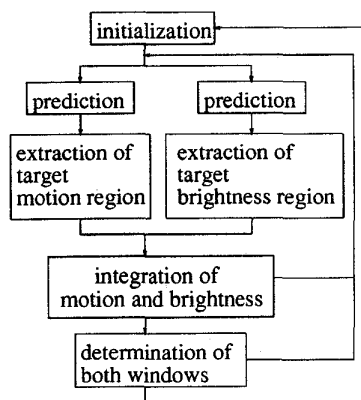 initialization
prediction
prediction
extraction of
target
motion region
extraction of
target
brightness region
integration of
motion and brightness
determination of
both windows